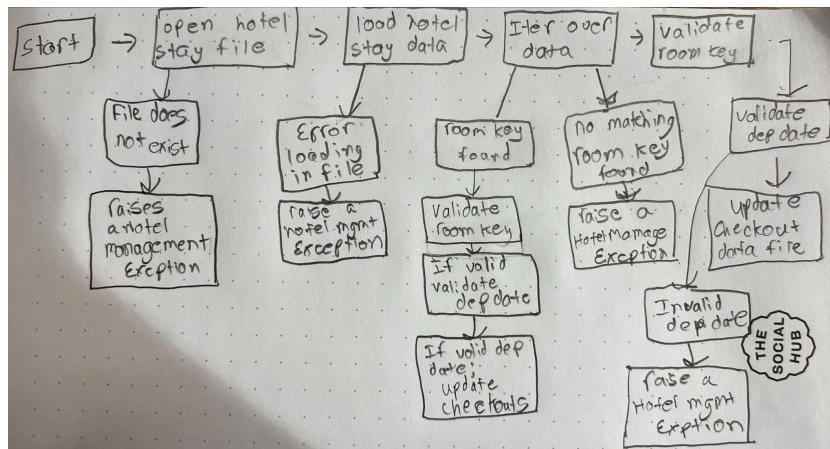 Start
open hotel
stay file
load hotel
stay data
Iter over
data
validate
room key
File does
not exist
raises
a hotel
management
Exception
Error
loading
in file
raise a
hotel mgmt
Exception
room key
found
validate
room key
If valid
validate
dep date
If valid dep
date;
update
checkouts
no matching
room key
found
raise a
Hotel Manage
Exception
validate
dep date
update
Checkout
data file
Invalid
dep date
raise a
Hotel mgmt
Exption
THE
SOCIAL
HUB